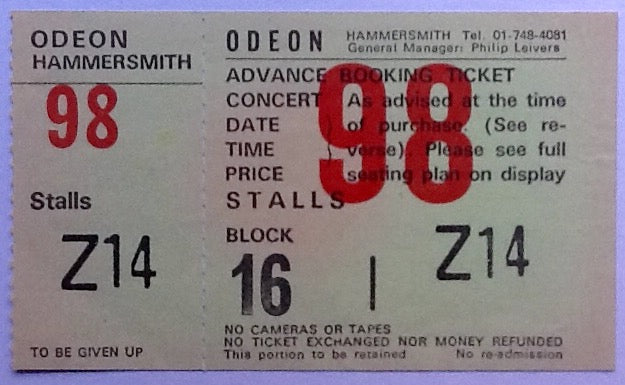 ODEON
HAMMERSMITH
98
Stalls
Z14
TO BE GIVEN UP
ODEON HAMMERSMITH Tel. 01-748-4081
General Manager: Philip Leivers
ADVANCE BOOKING TICKET
CONCERT As advised at the time
DATE ) of purchase. (See re-
TIME ) verse). Please see full
PRICE seating plan on display
98
STALLS
BLOCK
16 | Z14
NO CAMERAS OR TAPES
NO TICKET EXCHANGED NOR MONEY REFUNDED
This portion to be retained No re-admission